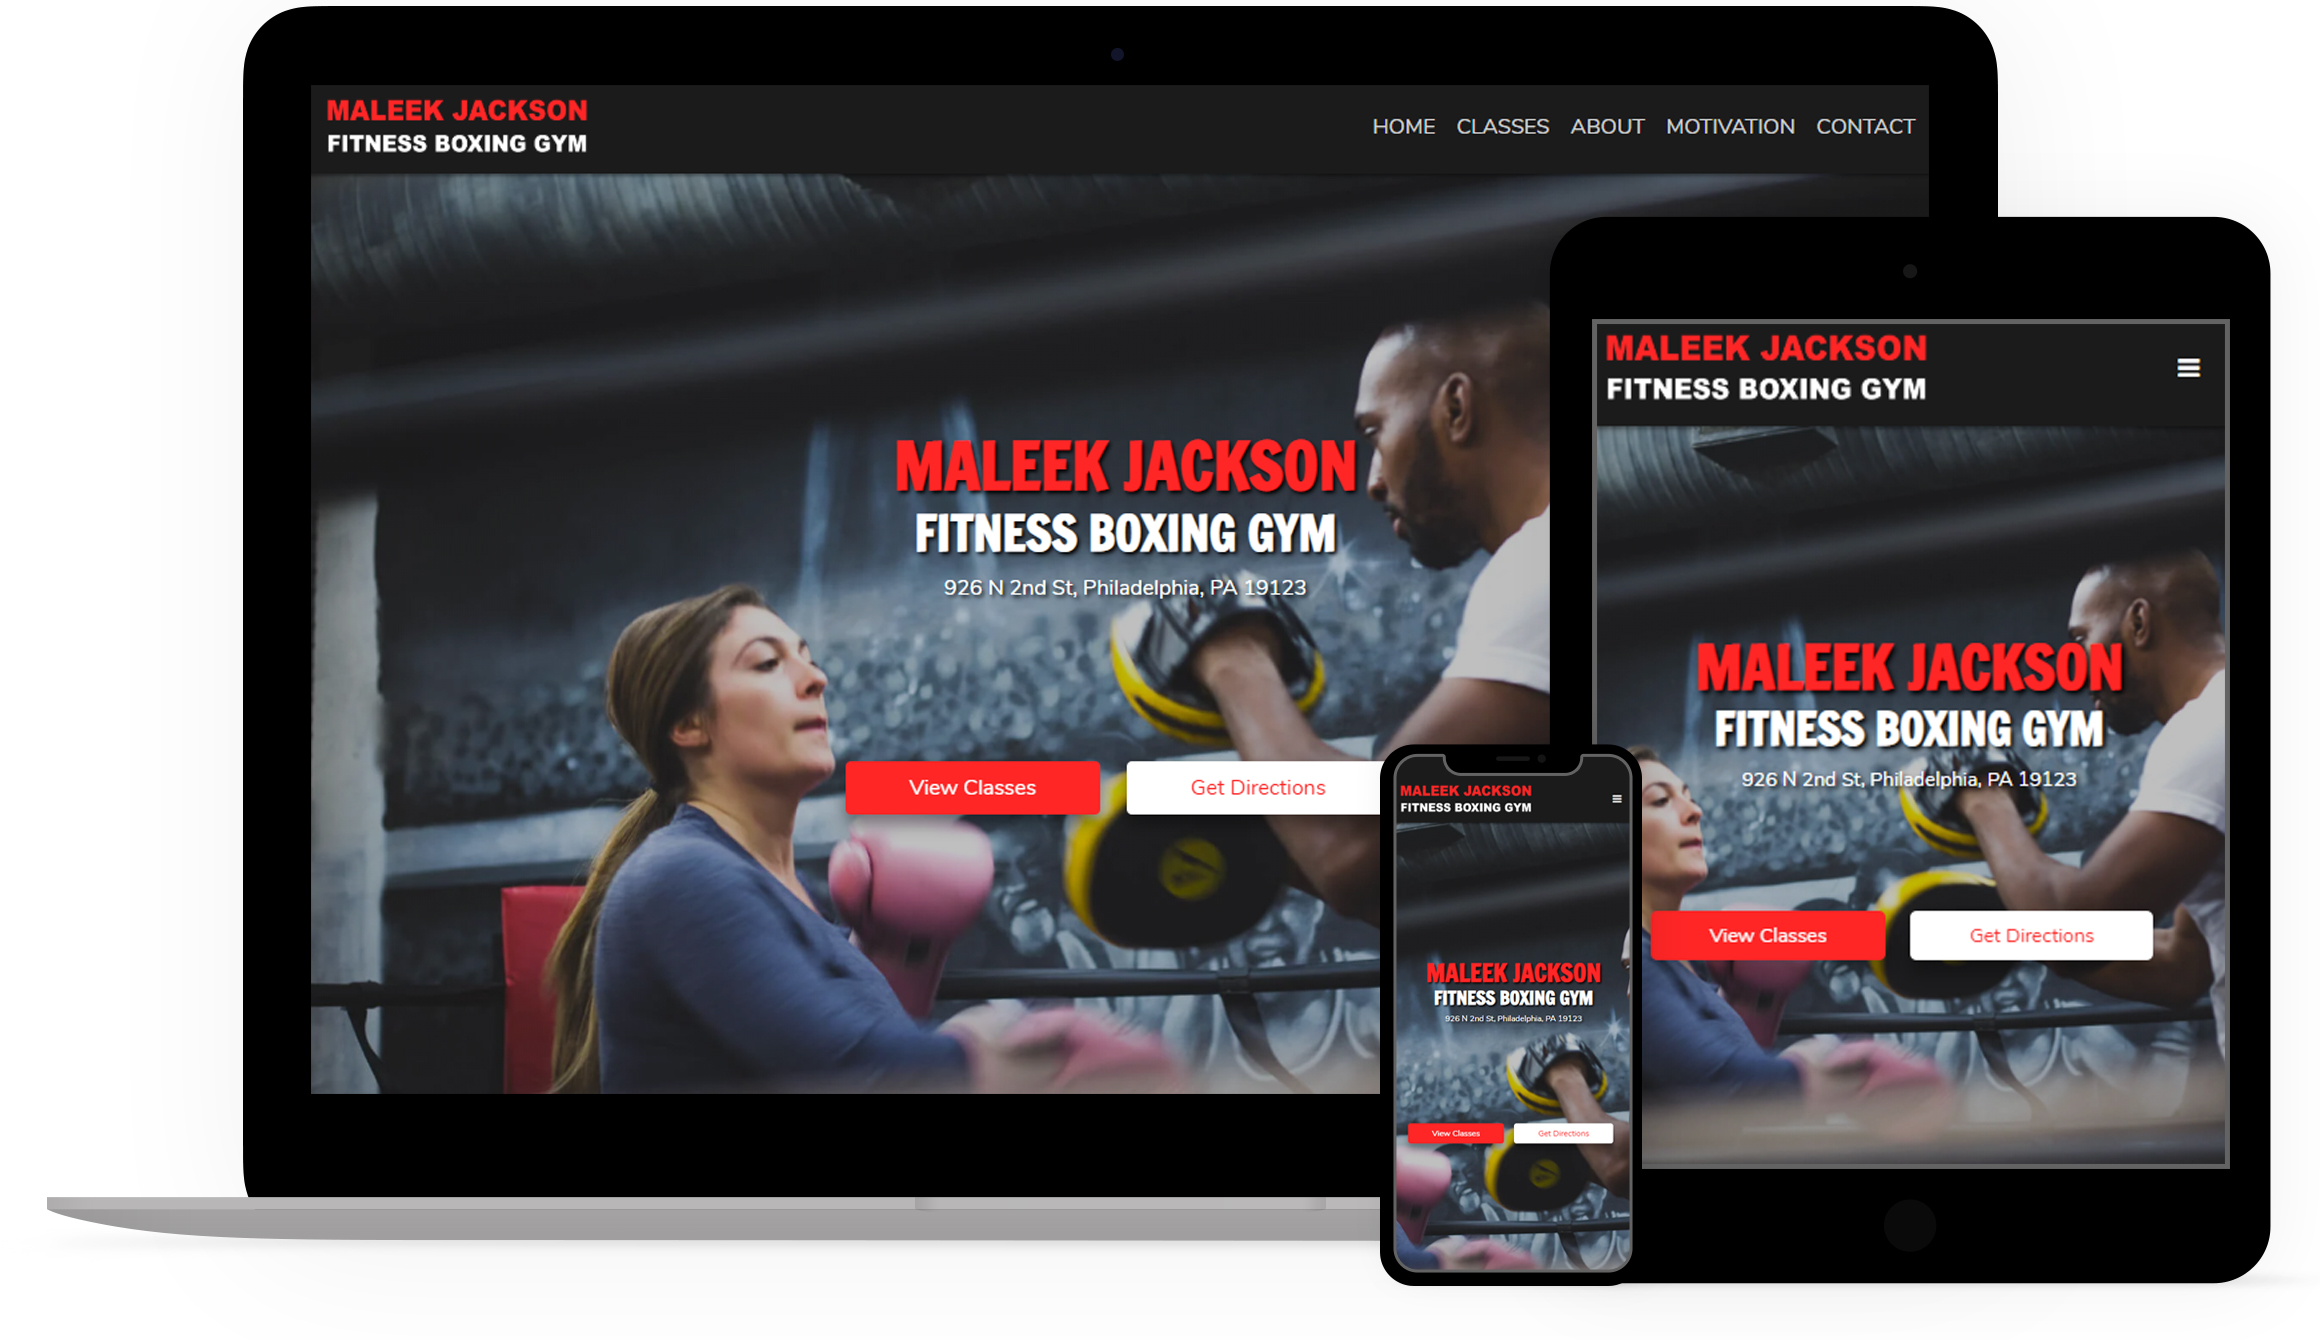 MALEEK JACKSON
FITNESS BOXING GYM
HOME CLASSES ABOUT MOTIVATION CONTACT
MALEEK JACKSON
FITNESS BOXING GYM
926 N 2nd St, Philadelphia, PA 19123
View Classes Get Directions
MALEEK JACKSON
FITNESS BOXING GYM
MALEEK JACKSON
FITNESS BOXING GYM
926 N 2nd St, Philadelphia, PA 19123
View Classes Get Directions
MALEEK JACKSON
FITNESS BOXING GYM
MALEEK JACKSON
FITNESS BOXING GYM
926 N 2nd St, Philadelphia, PA 19123
View Classes Get Directions